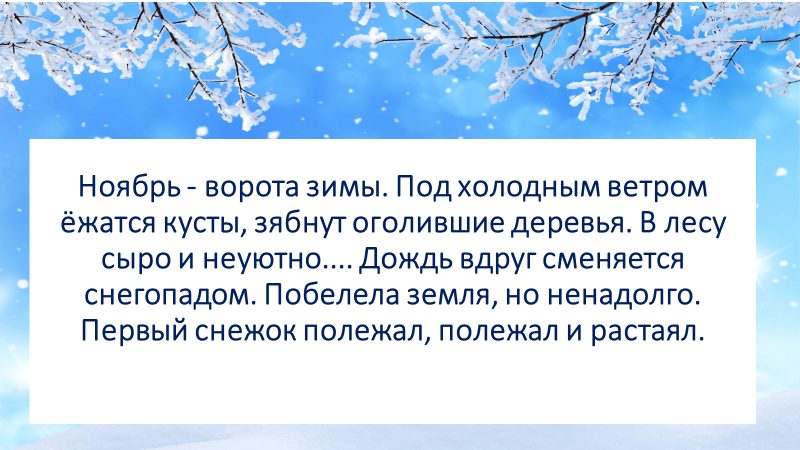 Ноябрь - ворота зимы. Под холодным ветром
ёжатся кусты, зябнут оголившие деревья. В лесу
сыро и неуютно.... Дождь вдруг сменяется
снегопадом. Побелела земля, но ненадолго.
Первый снежок полежал, полежал и растаял.